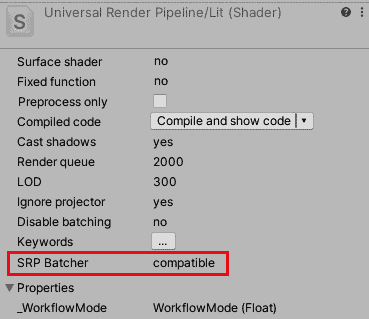 S
Universal Render Pipeline/Lit (Shader)
Surface shader no
Fixed function no
Preprocess only
Compiled code Compile and show code
Cast shadows yes
Render queue 2000
LOD 300
Ignore projector yes
Disable batching no
Keywords ...
SRP Batcher compatible
Properties
_WorkflowMode WorkflowMode (Float)